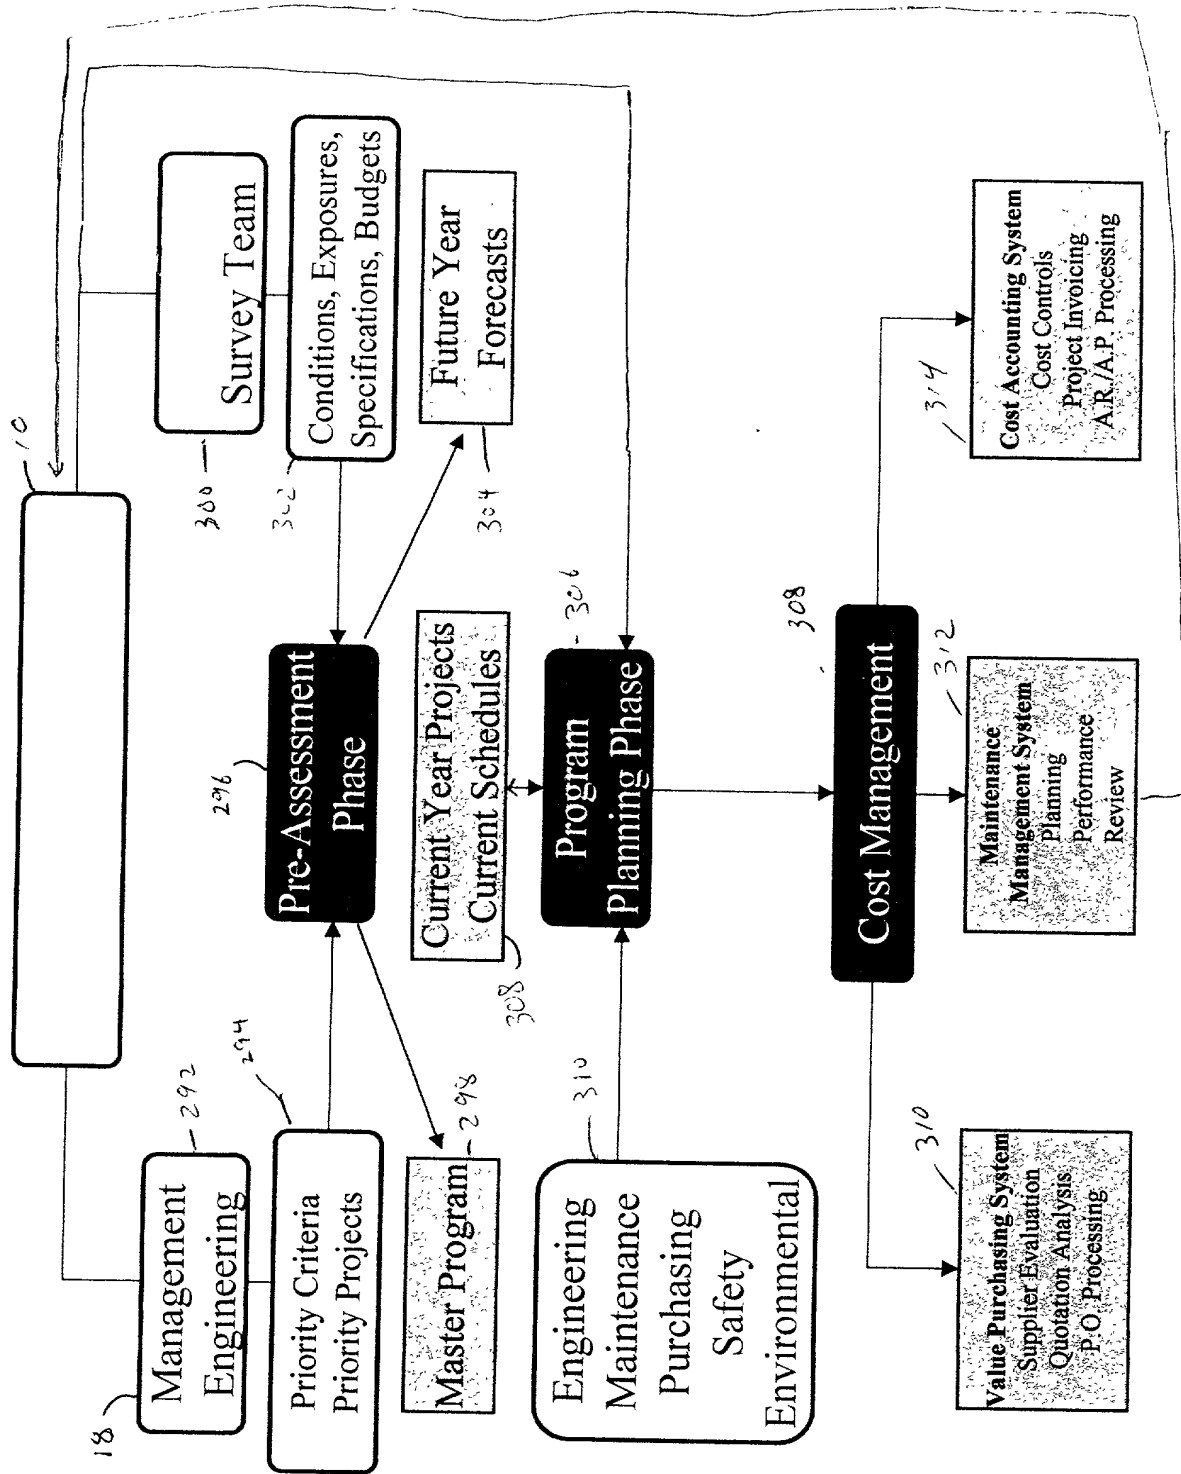 10
18
Management
Engineering
292
Priority Criteria
Priority Projects
294
Pre-Assessment
Phase
296
Survey Team
300
Conditions, Exposures,
Specifications, Budgets
302
Master Program
298
Current Year Projects
Current Schedules
308
Future Year
Forecasts
304
Engineering
Maintenance
Purchasing
Safety
Environmental
310
Program
Planning Phase
306
Cost Management
308
Value Purchasing System
Supplier Evaluation
Quotation Analysis
P.O. Processing
310
Maintenance
Management System
Planning
Performance
Review
312
Cost Accounting System
Cost Controls
Project Invoicing
A.R./A.P. Processing
314